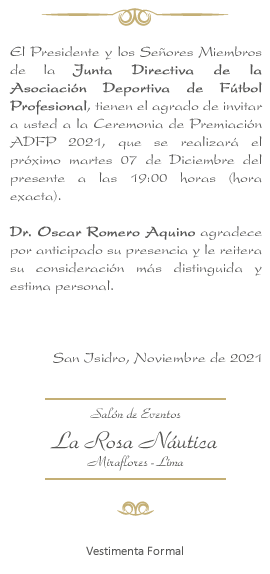 El Presidente y los Señores Miembros
de la Junta Directiva de la
Asociación Deportiva de Fútbol
Profesional, tienen el agrado de invitar
a usted a la Ceremonia de Premiación
ADFP 2021, que se realizará el
próximo martes 07 de Diciembre del
presente a las 19:00 horas (hora
exacta).
Dr. Oscar Romero Aquino agradece
por anticipado su presencia y le reitera
su consideración más distinguida y
estima personal.
San Isidro, Noviembre de 2021
Salón de Eventos
La Rosa Náutica
Miraflores - Lima
Vestimenta Formal